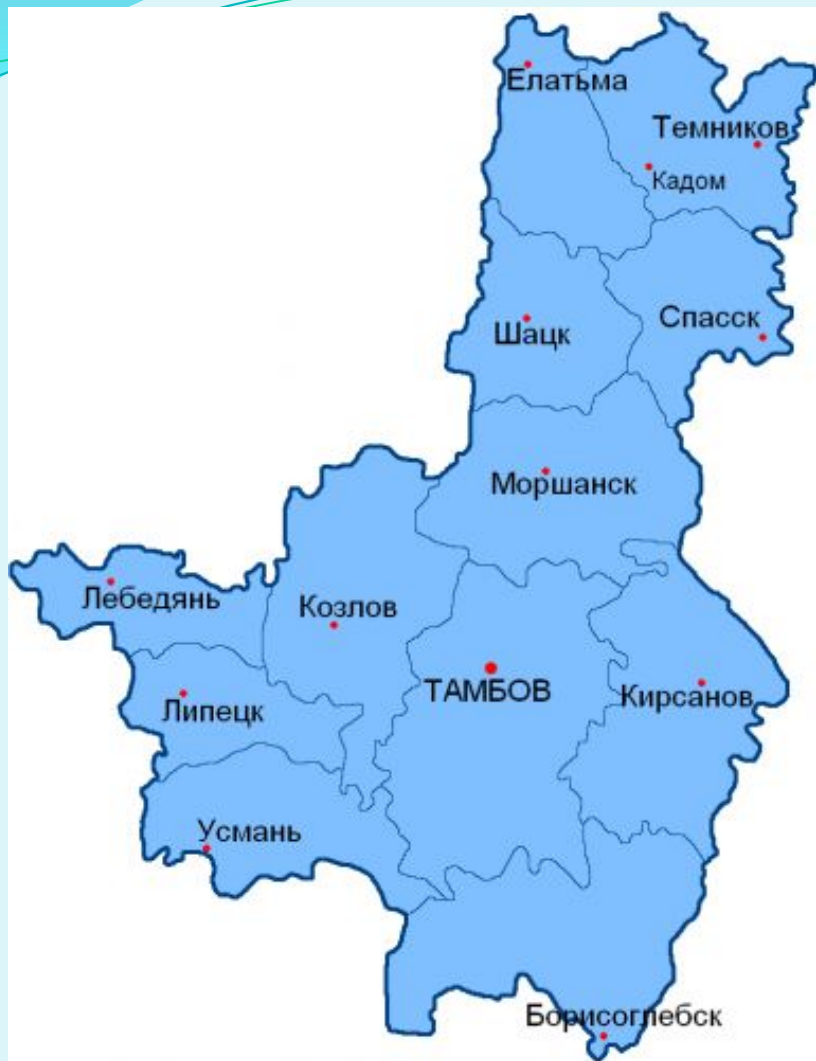 Елатьма
Темников
Кадом
Спасск
Шацк
Моршанск
Лебедянь
Козлов
ТАМБОВ
Кирсанов
Липецк
Усмань
Борисоглебск